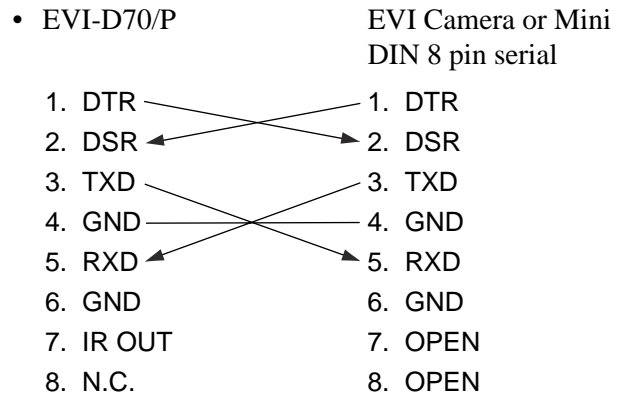 • EVI-D70/P EVI Camera or Mini
DIN 8 pin serial
1. DTR 1. DTR
2. DSR 2. DSR
3. TXD 3. TXD
4. GND 4. GND
5. RXD 5. RXD
6. GND 6. GND
7. IR OUT 7. OPEN
8. N.C. 8. OPEN